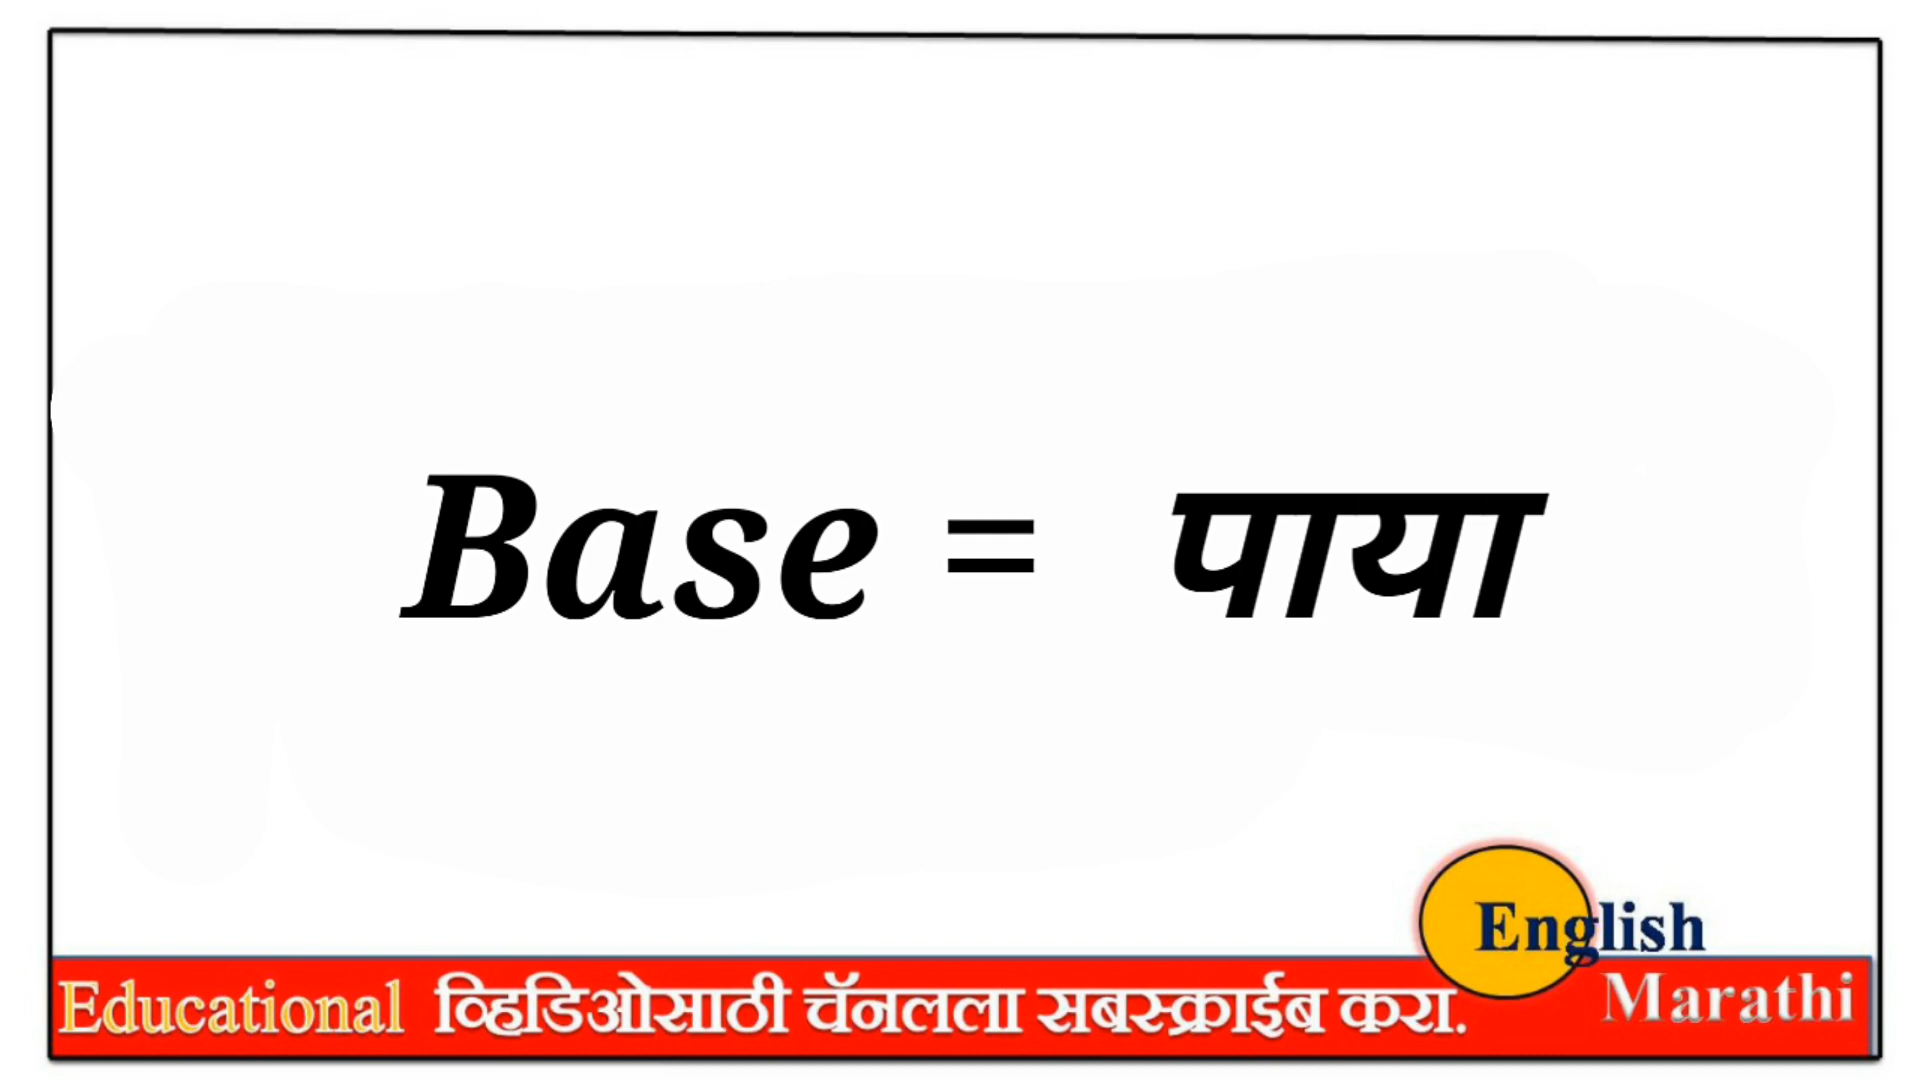 Base = पाया
English
Educational व्हिडिओसाठी चॅनलला सबस्क्राईब करा. Marathi